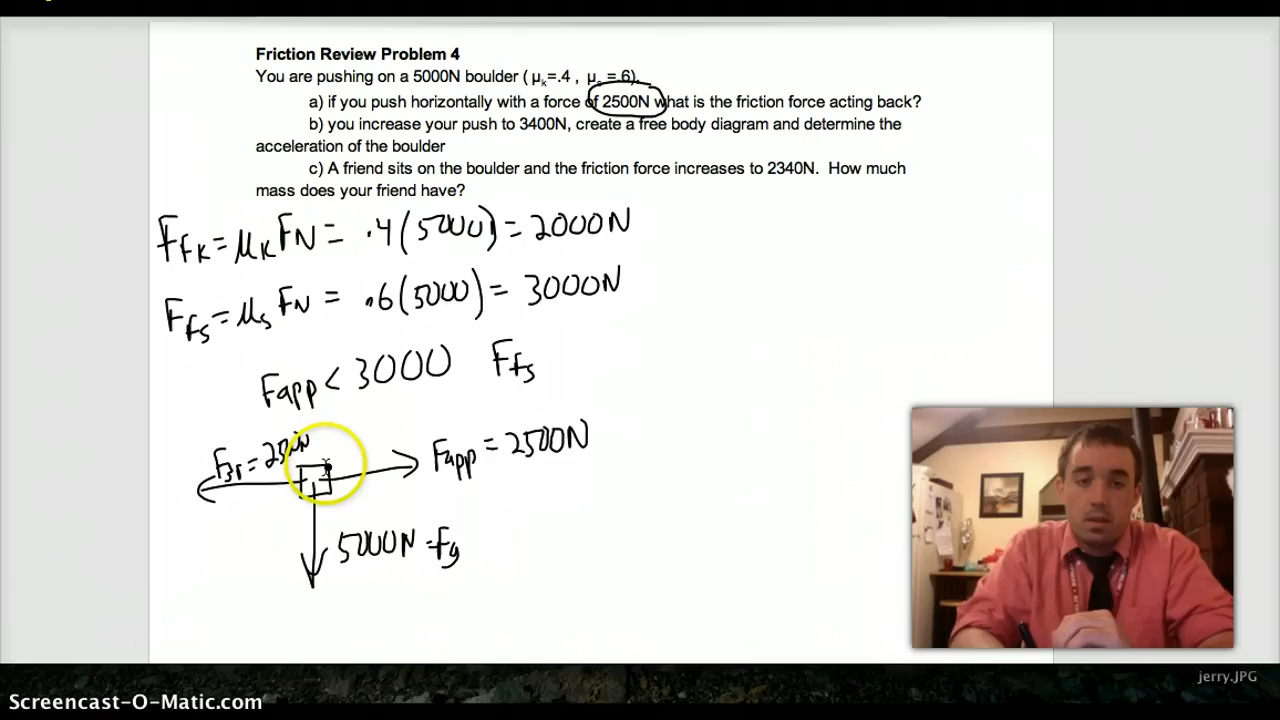 Friction Review Problem 4
You are pushing on a 5000N boulder ( μk=.4 , μs =.6).
a) if you push horizontally with a force of 2500N what is the friction force acting back?
b) you increase your push to 3400N, create a free body diagram and determine the
acceleration of the boulder
c) A friend sits on the boulder and the friction force increases to 2340N. How much
mass does your friend have?
FfK = μK FN = .4(5000) = 2000N
Ffs = μs FN = .6(5000) = 3000N
Fapp < 3000 Ffs
Fapp = 2500N
5000N = Fg
jerry.JPG
Screencast-O-Matic.com